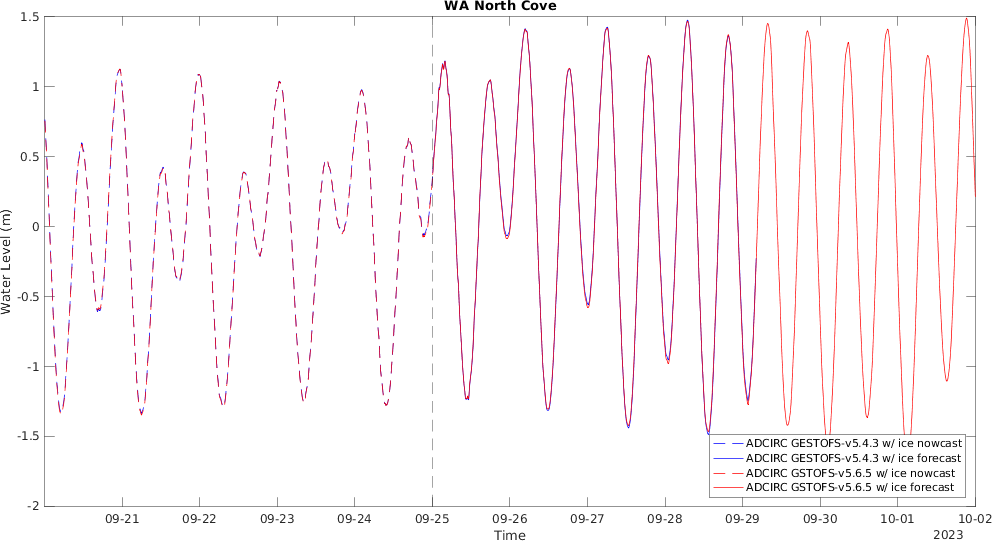 WA North Cove
1.5
1
0.5
0
-0.5
-1
-1.5
-2
Water Level (m)
ADCIRC GESTOFS-v5.4.3 w/ ice nowcast
ADCIRC GESTOFS-v5.4.3 w/ ice forecast
ADCIRC GSTOFS-v5.6.5 w/ ice nowcast
ADCIRC GSTOFS-v5.6.5 w/ ice forecast
09-21 09-22 09-23 09-24 09-25 09-26 09-27 09-28 09-29 09-30 10-01 10-02
Time
2023